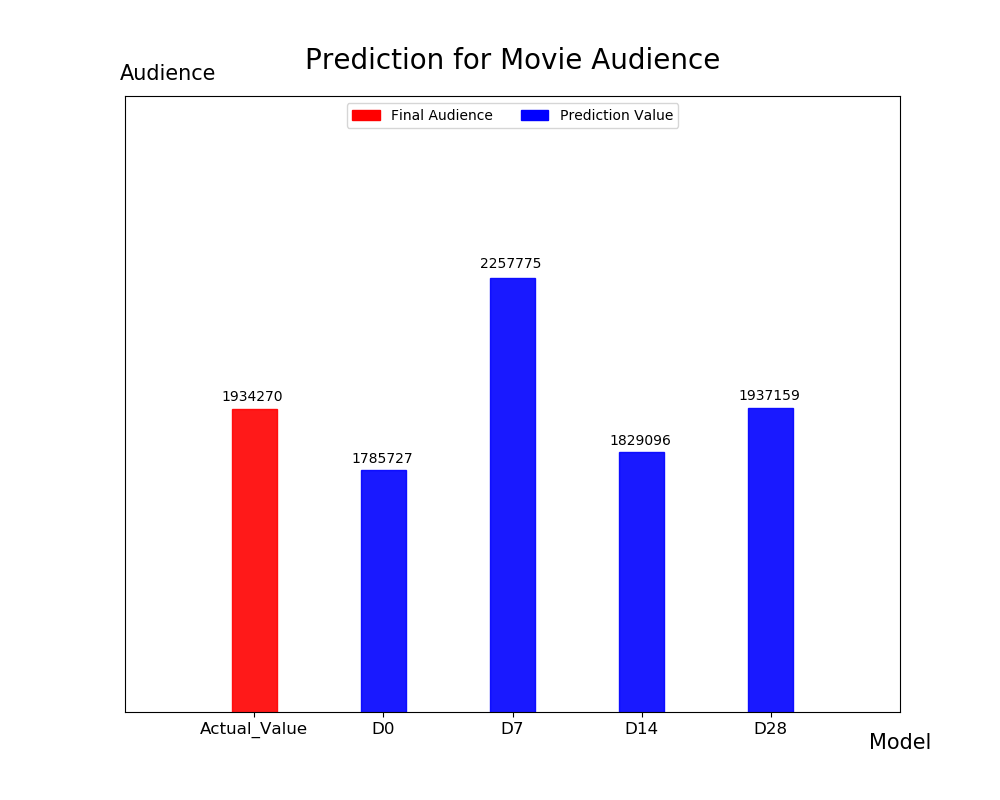 Prediction for Movie Audience
Audience
Final Audience
Prediction Value
2257775
1934270
1937159
1829096
1785727
Actual_Value
D0
D7
D14
D28
Model